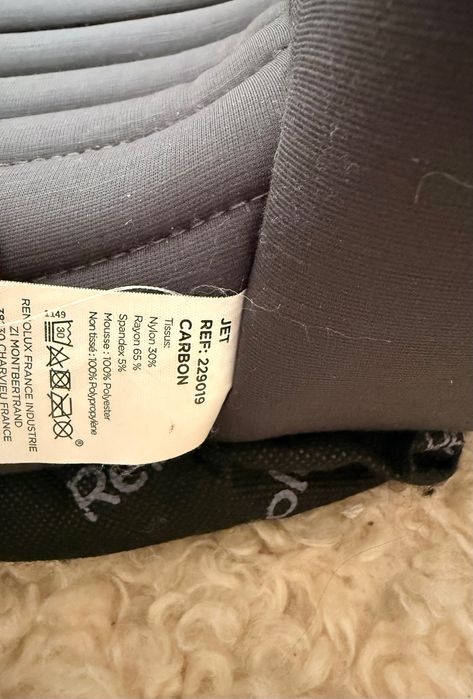 JET
REF: 229019
CARBON
Tissus:
Nylon 30%
Rayon 65 %
Spandex 5%
Mousse : 100% Polyester
Non tissé : 100% Polypropylène
30
RENOLUX FRANCE INDUSTRIE
ZI MONTBERTRAND
CHARVIEU FRANCE